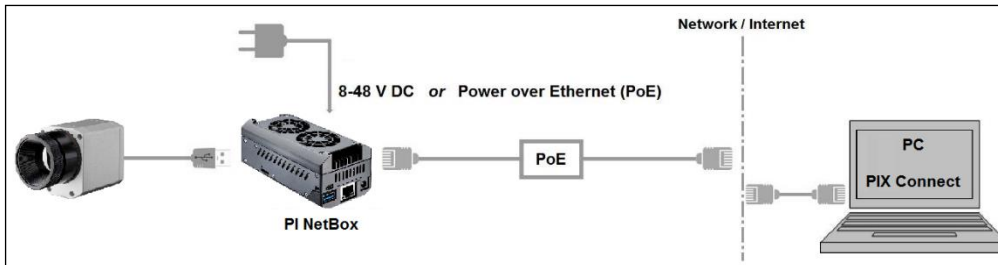 Network / Internet
8-48 V DC or Power over Ethernet (PoE)
PoE
PC
PIX Connect
PI NetBox